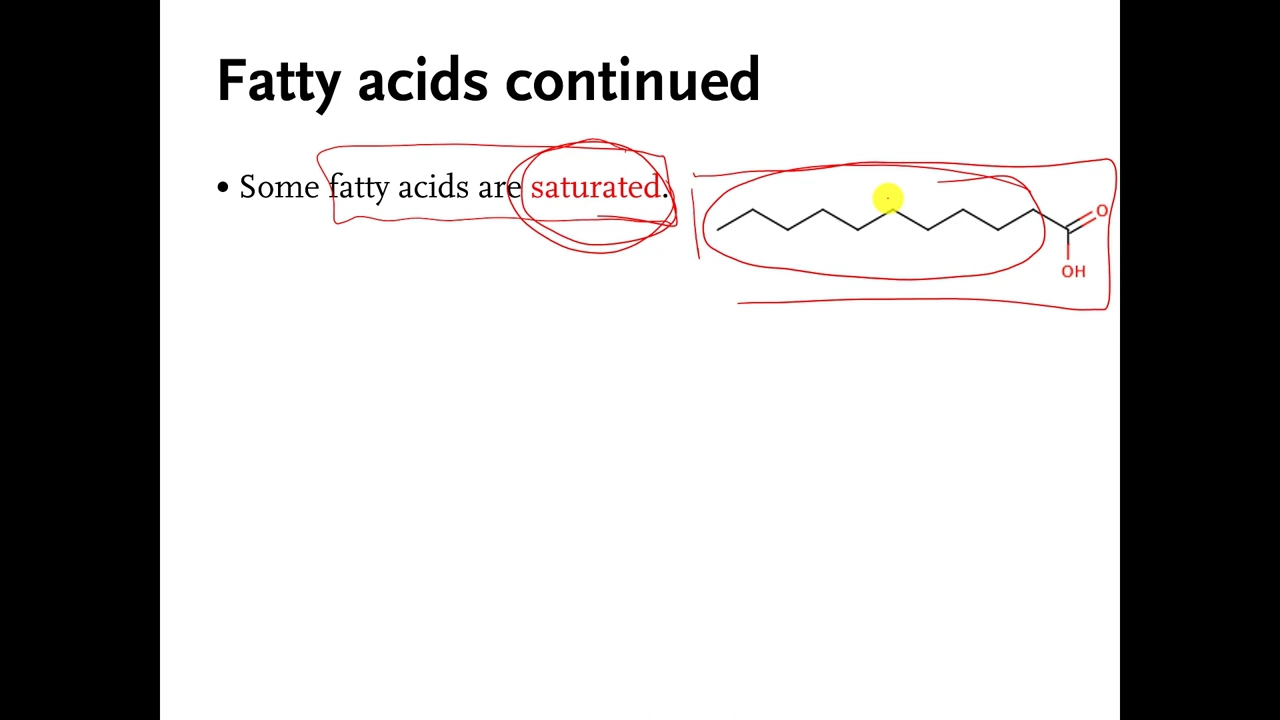 Fatty acids continued
• Some fatty acids are saturated.
O
OH